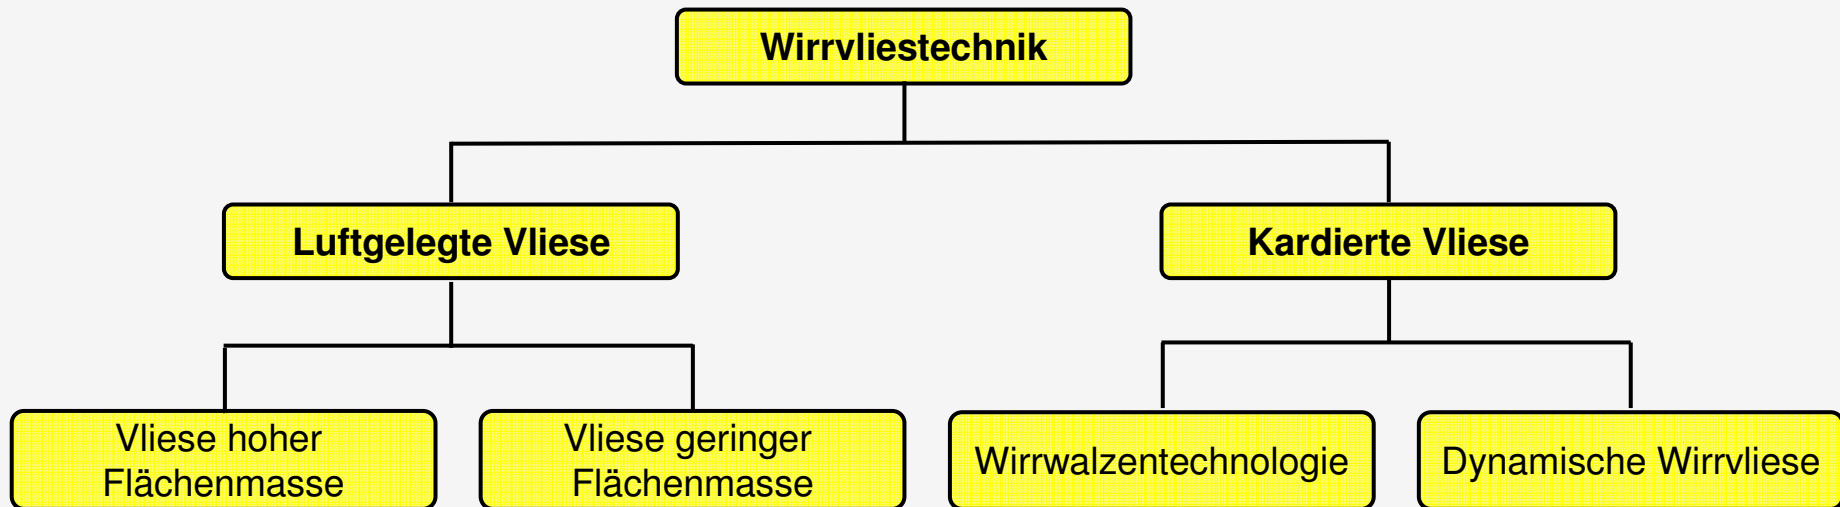 Wirrvliestechnik
Luftgelegte Vliese
Kardierte Vliese
Vliese hoher
Flächenmasse
Vliese geringer
Flächenmasse
Wirrwalzentechnologie
Dynamische Wirrvliese